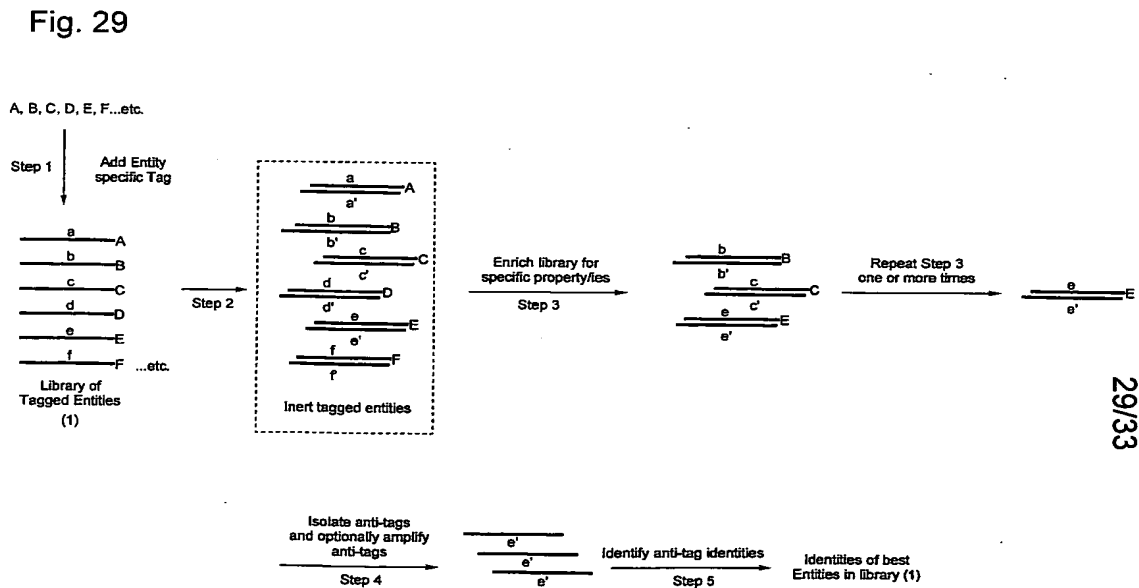 Fig. 29
A, B, C, D, E, F...etc.
Step 1
Add Entity
specific Tag
a
A
b
B
c
C
d
D
e
E
f
F ...etc.
Library of
Tagged Entities
(1)
Step 2
a
A
a'
b
B
b'
c
C
c'
d
D
d'
e
E
e'
f
F
f'
Inert tagged entities
Enrich library for
specific property/ies
Step 3
b
B
b'
c
C
c'
e
E
e'
Repeat Step 3
one or more times
e
E
e'
29/33
Isolate anti-tags
and optionally amplify
anti-tags
Step 4
e'
e'
e'
Identify anti-tag identities
Step 5
Identities of best
Entities in library (1)